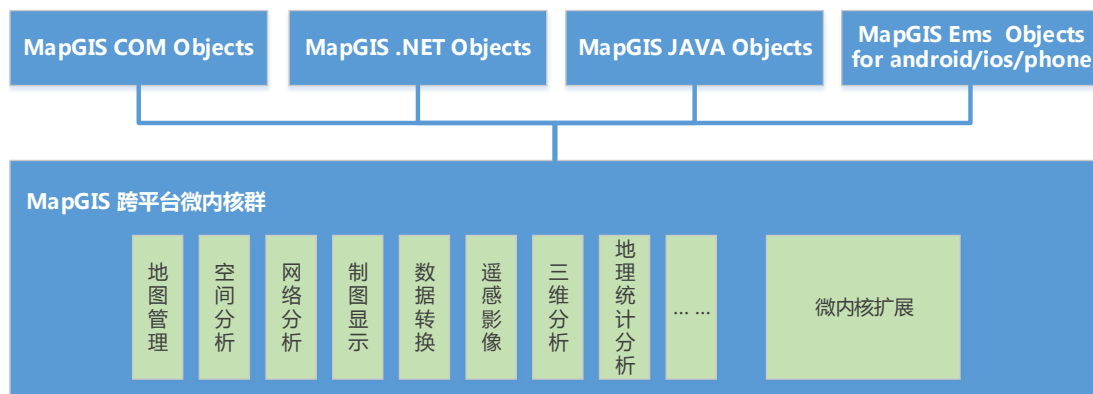 MapGIS COM Objects
MapGIS .NET Objects
MapGIS JAVA Objects
MapGIS Ems Objects
for android/ios/phone
MapGIS 跨平台微内核群
地图管理
空间分析
网络分析
制图显示
数据转换
遥感影像
三维分析
地理统计分析
... ...
微内核扩展